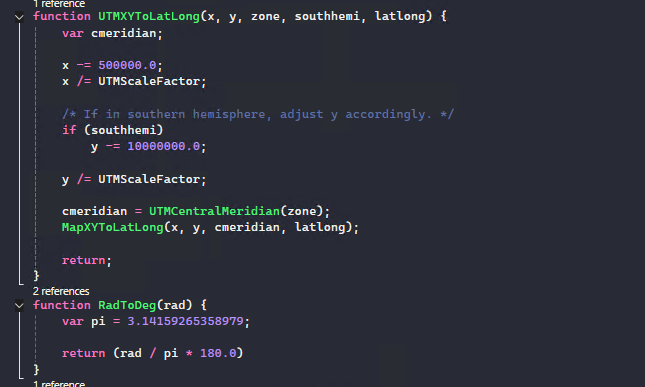 1 reference
function UTMXYToLatLong(x, y, zone, southhemi, latlong) {
var cmeridian;
x -= 500000.0;
x /= UTMScaleFactor;
/* If in southern hemisphere, adjust y accordingly. */
if (southhemi)
y -= 10000000.0;
y /= UTMScaleFactor;
cmeridian = UTMCentralMeridian(zone);
MapXYToLatLong(x, y, cmeridian, latlong);
return;
}
2 references
function RadToDeg(rad) {
var pi = 3.14159265358979;
return (rad / pi * 180.0)
}
1 reference